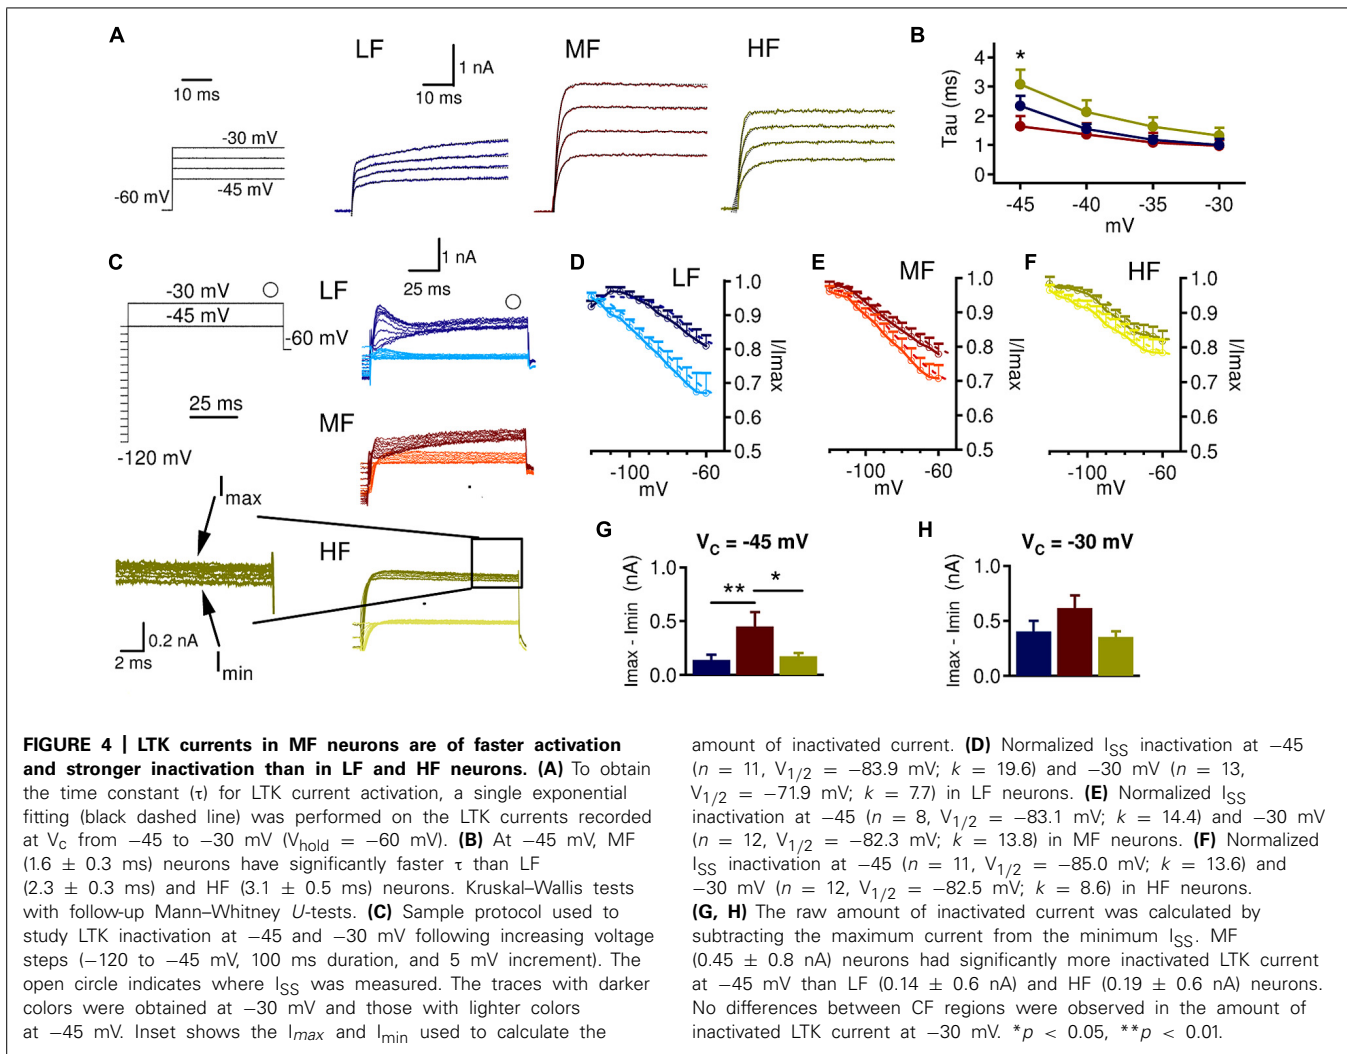 A
LF
MF
HF
B
1 nA
10 ms
10 ms
-30 mV
-45 mV
-60 mV
*
4
3
2
1
0
Tau (ms)
-45
-40
-35
-30
mV
C
1 nA
25 ms
-30 mV
-45 mV
-60 mV
25 ms
-120 mV
LF
MF
HF
Imax
Imin
0.2 nA
2 ms
D
LF
1.0
0.9
0.8
0.7
0.6
0.5
I/Imax
-100
-60
mV
E
MF
1.0
0.9
0.8
0.7
0.6
0.5
I/Imax
-100
-60
mV
F
HF
1.0
0.9
0.8
0.7
0.6
0.5
I/Imax
-100
-60
mV
G
VC = -45 mV
Imax - Imin (nA)
1.0
0.5
0.0
**
*
H
VC = -30 mV
Imax - Imin (nA)
1.0
0.5
0.0
FIGURE 4 | LTK currents in MF neurons are of faster activation
and stronger inactivation than in LF and HF neurons. (A) To obtain
the time constant (τ) for LTK current activation, a single exponential
fitting (black dashed line) was performed on the LTK currents recorded
at Vc from −45 to −30 mV (Vhold = −60 mV). (B) At −45 mV, MF
(1.6 ± 0.3 ms) neurons have significantly faster τ than LF
(2.3 ± 0.3 ms) and HF (3.1 ± 0.5 ms) neurons. Kruskal–Wallis tests
with follow-up Mann–Whitney U-tests. (C) Sample protocol used to
study LTK inactivation at −45 and −30 mV following increasing voltage
steps (−120 to −45 mV, 100 ms duration, and 5 mV increment). The
open circle indicates where ISS was measured. The traces with darker
colors were obtained at −30 mV and those with lighter colors
at −45 mV. Inset shows the Imax and Imin used to calculate the
amount of inactivated current. (D) Normalized ISS inactivation at −45
(n = 11, V1/2 = −83.9 mV; k = 19.6) and −30 mV (n = 13,
V1/2 = −71.9 mV; k = 7.7) in LF neurons. (E) Normalized ISS
inactivation at −45 (n = 8, V1/2 = −83.1 mV; k = 14.4) and −30 mV
(n = 12, V1/2 = −82.3 mV; k = 13.8) in MF neurons. (F) Normalized
ISS inactivation at −45 (n = 11, V1/2 = −85.0 mV; k = 13.6) and
−30 mV (n = 12, V1/2 = −82.5 mV; k = 8.6) in HF neurons.
(G, H) The raw amount of inactivated current was calculated by
subtracting the maximum current from the minimum ISS. MF
(0.45 ± 0.8 nA) neurons had significantly more inactivated LTK current
at −45 mV than LF (0.14 ± 0.6 nA) and HF (0.19 ± 0.6 nA) neurons.
No differences between CF regions were observed in the amount of
inactivated LTK current at −30 mV. *p < 0.05, **p < 0.01.